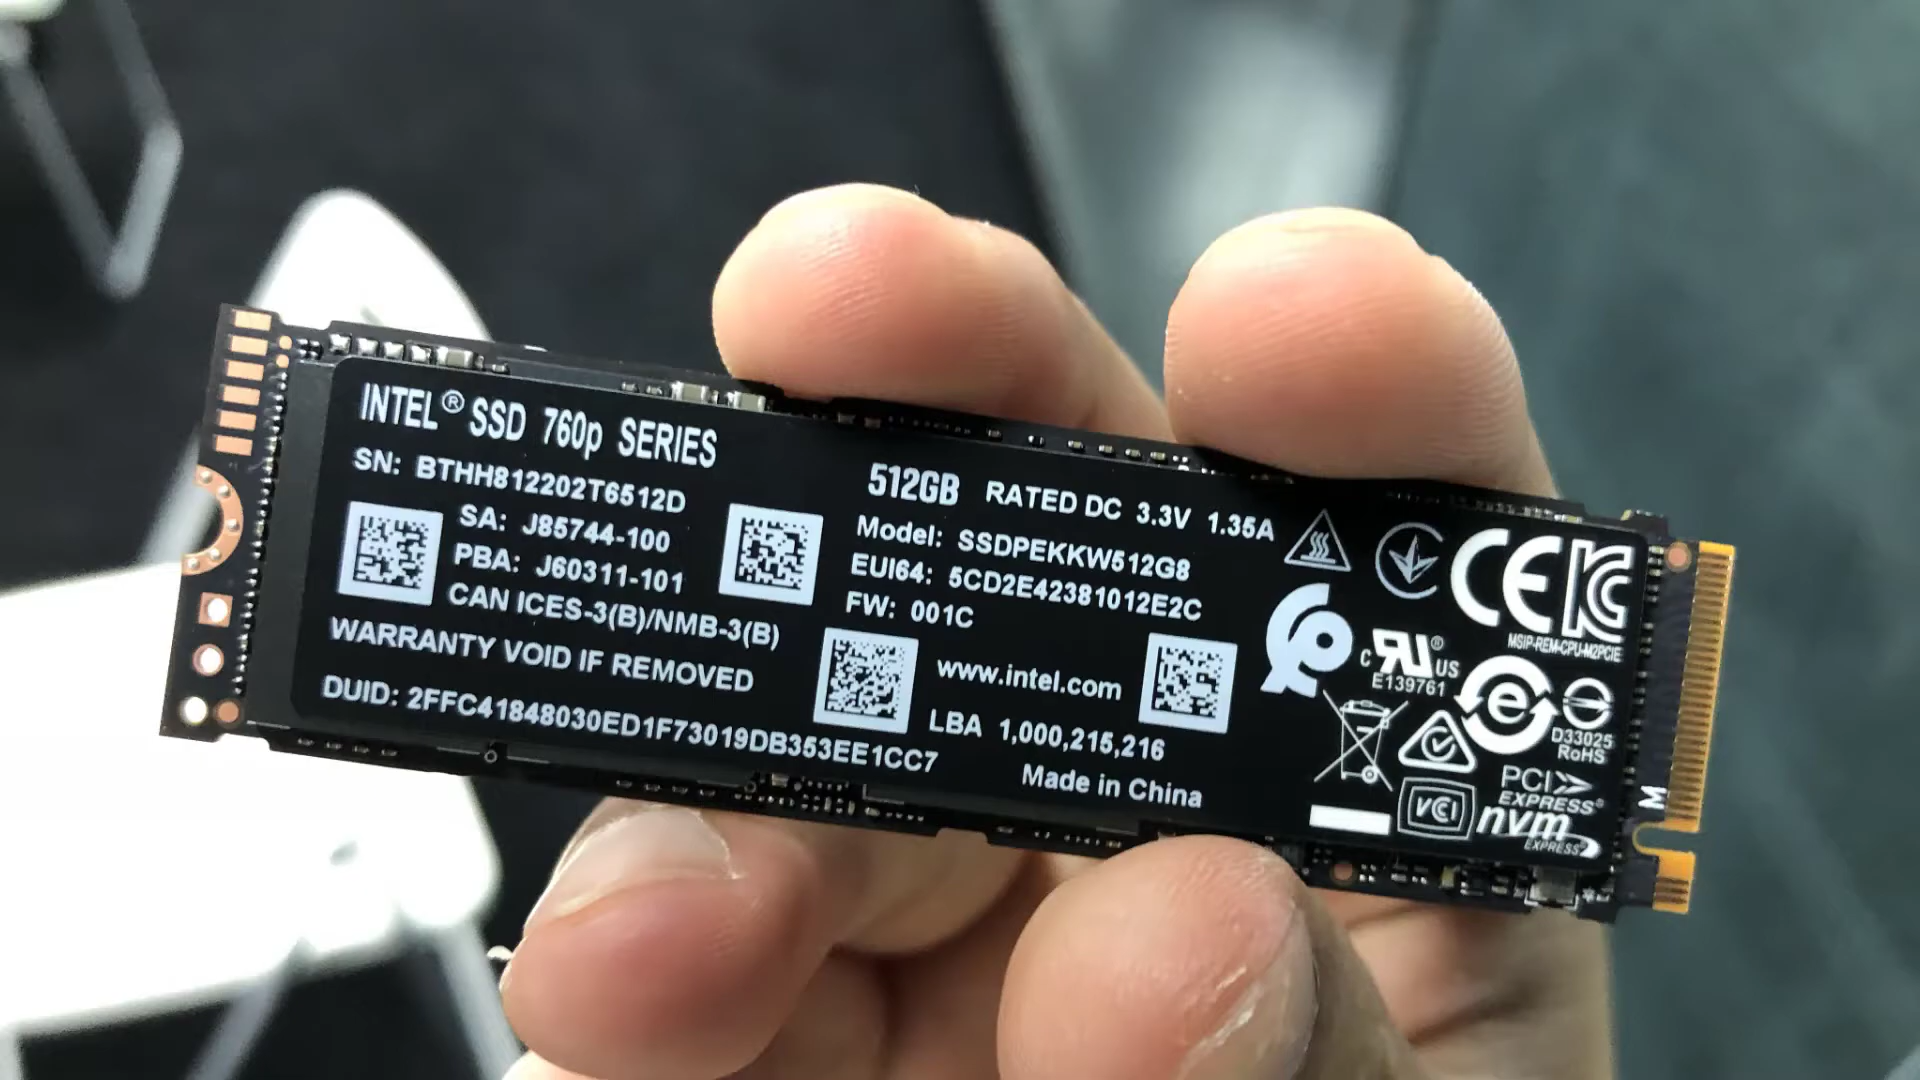 INTEL® SSD 760p SERIES
SN: BTHH812202T6512D
SA: J85744-100
PBA: J60311-101
CAN ICES-3(B)/NMB-3(B)
WARRANTY VOID IF REMOVED
DUID: 2FFC41848030ED1F73019DB353EE1CC7
512GB RATED DC 3.3V 1.35A
Model: SSDPEKKW512G8
EUI64: 5CD2E42381012E2C
FW: 001C
www.intel.com
LBA 1,000,215,216
Made in China
CE KC
MSIP-REM-CPU-M2PCIE
C RU® US
E139761
e
D33025
RoHS
PCI
EXPRESS®
VCI
nvm
EXPRESS
M